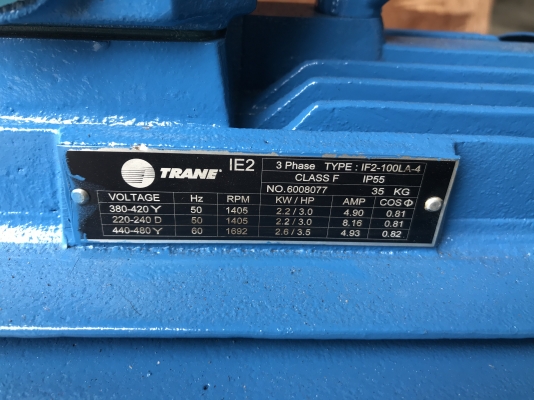 TRANE IE2
3 Phase TYPE : IF2-100LA-4
CLASS F IP55
NO.6008077 35 KG
VOLTAGE Hz RPM KW / HP AMP COSΦ
380-420 Y 50 1405 2.2 / 3.0 4.90 0.81
220-240 D 50 1405 2.2 / 3.0 8.16 0.81
440-480 Y 60 1692 2.6 / 3.5 4.93 0.82